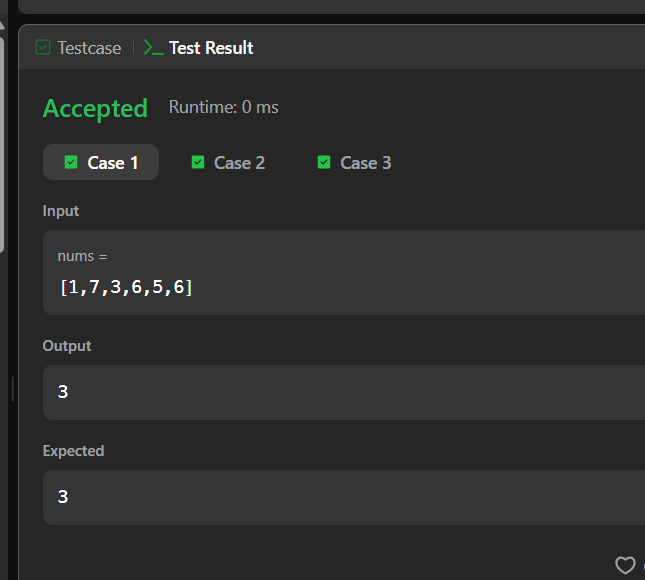 Testcase
Test Result
Accepted Runtime: 0 ms
Case 1 Case 2 Case 3
Input
nums =
[1,7,3,6,5,6]
Output
3
Expected
3